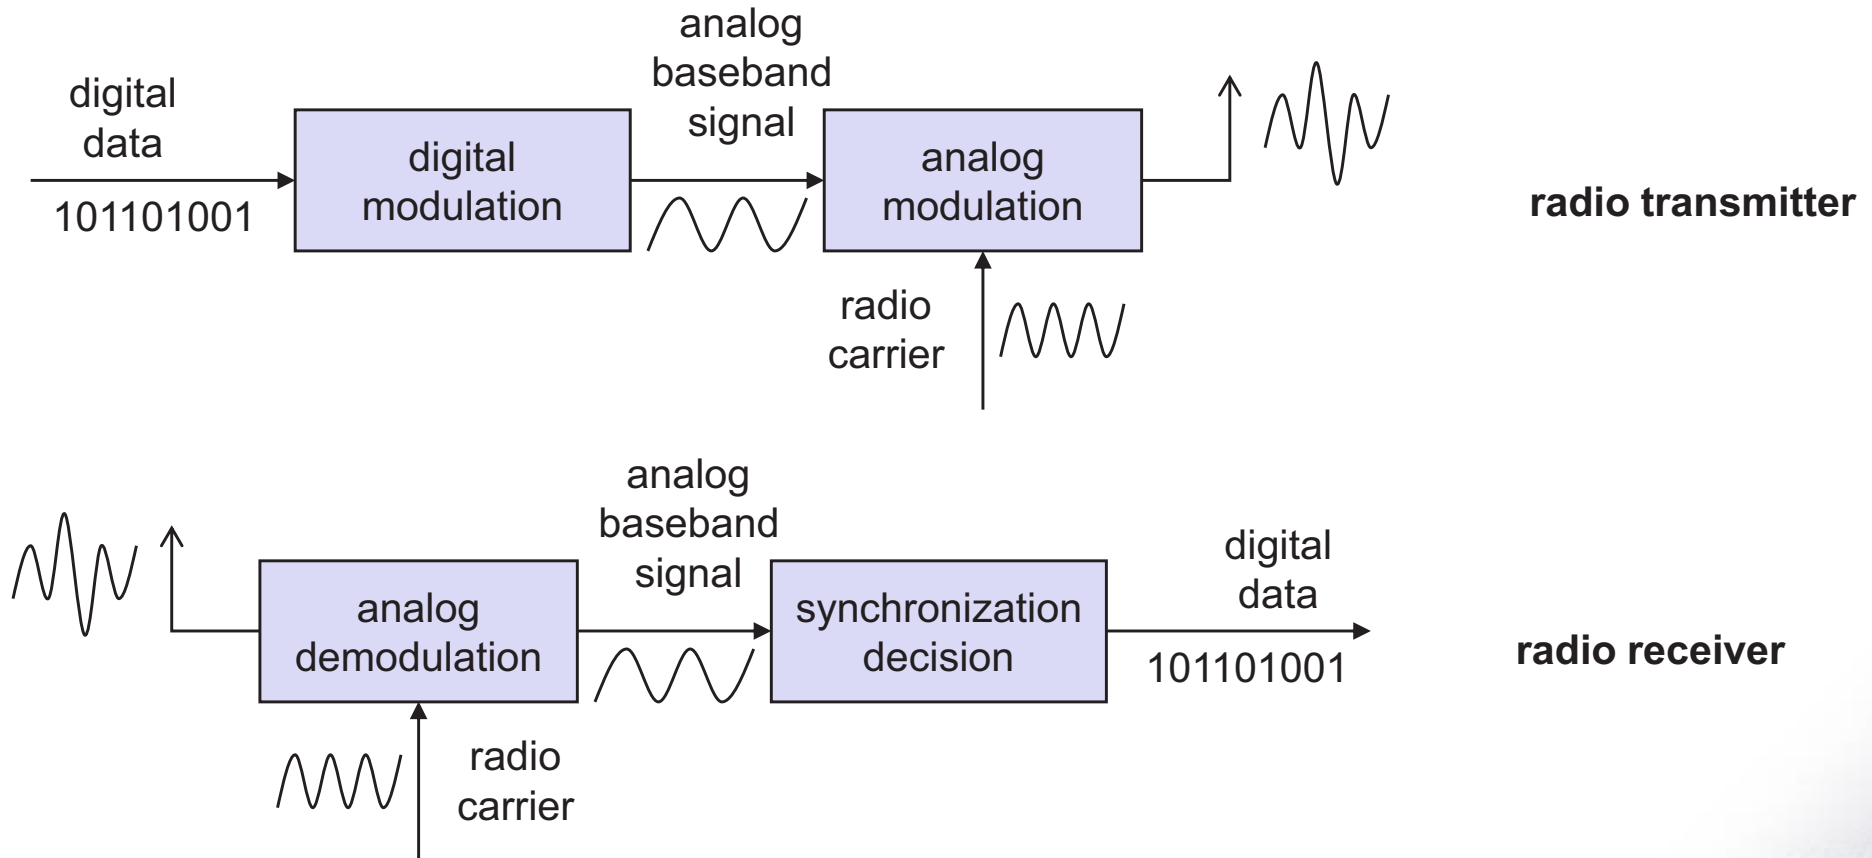 digital
data
101101001
digital
modulation
analog
baseband
signal
analog
modulation
radio
carrier
radio transmitter
analog
demodulation
radio
carrier
analog
baseband
signal
synchronization
decision
digital
data
101101001
radio receiver